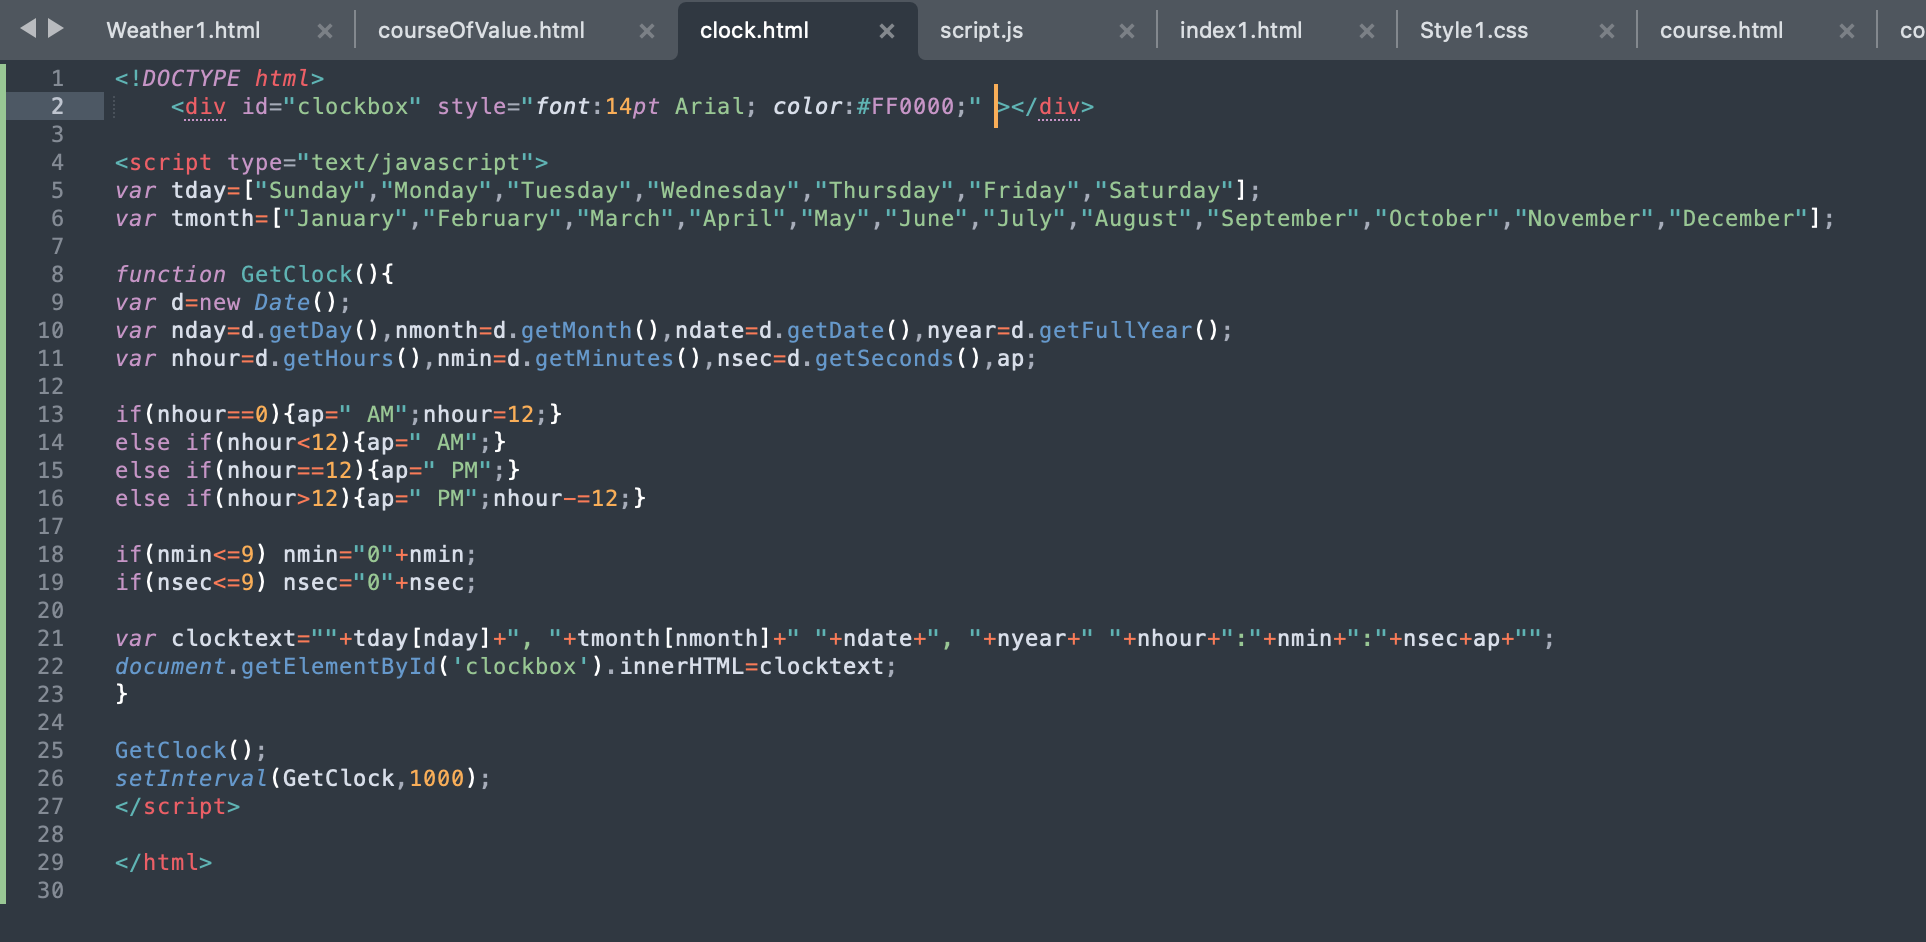 Weather1.html × courseOfValue.html × clock.html × script.js × index1.html × Style1.css × course.html × co
1 <!DOCTYPE html>
2     <div id="clockbox" style="font:14pt Arial; color:#FF0000;" ></div>
3
4 <script type="text/javascript">
5 var tday=["Sunday","Monday","Tuesday","Wednesday","Thursday","Friday","Saturday"];
6 var tmonth=["January","February","March","April","May","June","July","August","September","October","November","December"];
7
8 function GetClock(){
9 var d=new Date();
10 var nday=d.getDay(),nmonth=d.getMonth(),ndate=d.getDate(),nyear=d.getFullYear();
11 var nhour=d.getHours(),nmin=d.getMinutes(),nsec=d.getSeconds(),ap;
12
13 if(nhour==0){ap=" AM";nhour=12;}
14 else if(nhour<12){ap=" AM";}
15 else if(nhour==12){ap=" PM";}
16 else if(nhour>12){ap=" PM";nhour-=12;}
17
18 if(nmin<=9) nmin="0"+nmin;
19 if(nsec<=9) nsec="0"+nsec;
20
21 var clocktext=""+tday[nday]+", "+tmonth[nmonth]+" "+ndate+", "+nyear+" "+nhour+":"+nmin+":"+nsec+ap+"";
22 document.getElementById('clockbox').innerHTML=clocktext;
23 }
24
25 GetClock();
26 setInterval(GetClock,1000);
27 </script>
28
29 </html>
30